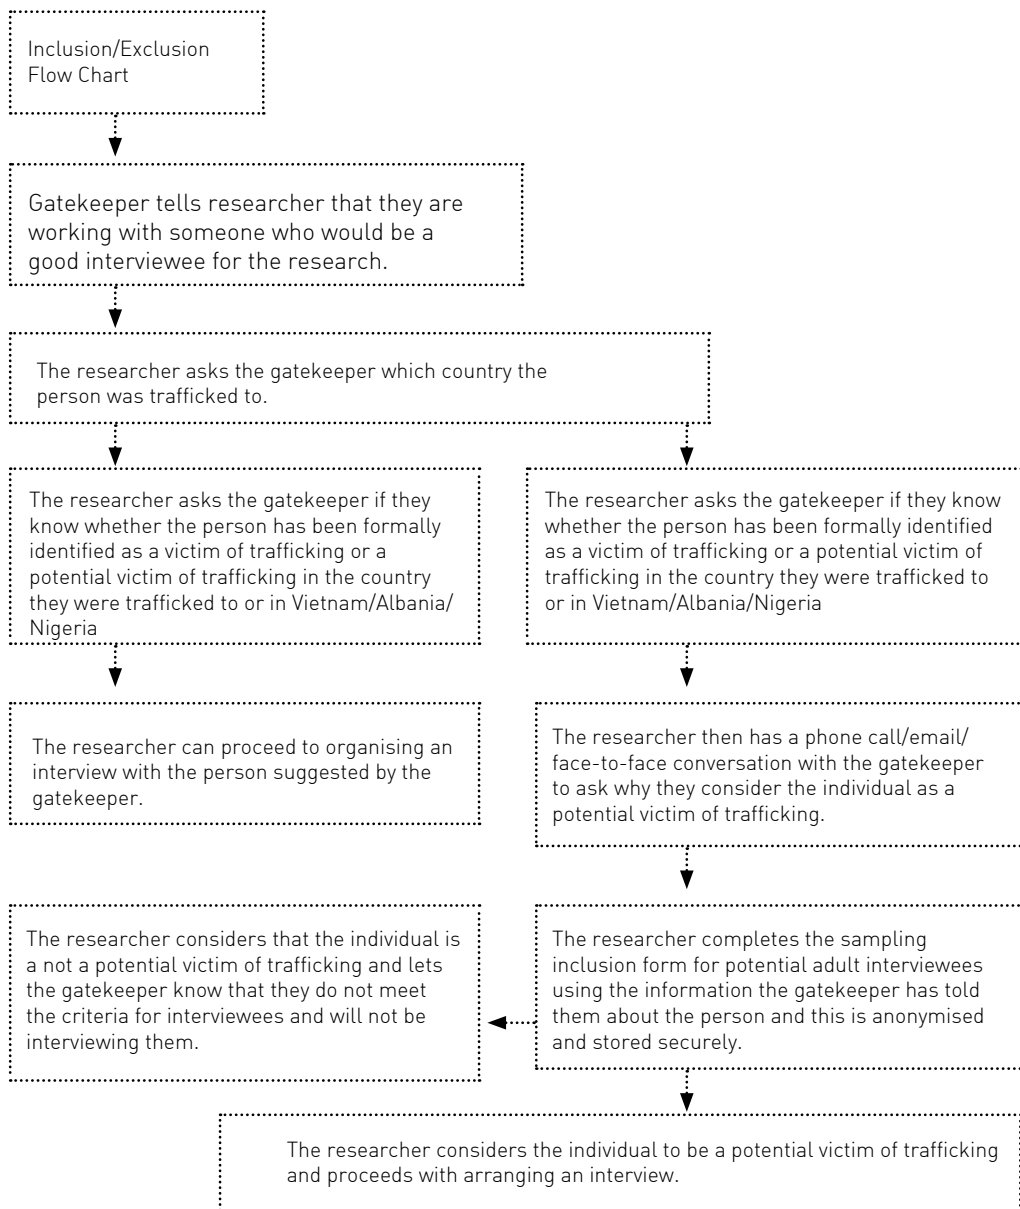 Inclusion/Exclusion
Flow Chart
Gatekeeper tells researcher that they are
working with someone who would be a
good interviewee for the research.
The researcher asks the gatekeeper which country the
person was trafficked to.
The researcher asks the gatekeeper if they
know whether the person has been formally
identified as a victim of trafficking or a
potential victim of trafficking in the country
they were trafficked to or in Vietnam/Albania/
Nigeria
The researcher asks the gatekeeper if they know
whether the person has been formally identified
as a victim of trafficking or a potential victim of
trafficking in the country they were trafficked to
or in Vietnam/Albania/Nigeria
The researcher can proceed to organising an
interview with the person suggested by the
gatekeeper.
The researcher then has a phone call/email/
face-to-face conversation with the gatekeeper
to ask why they consider the individual as a
potential victim of trafficking.
The researcher considers that the individual is
a not a potential victim of trafficking and lets
the gatekeeper know that they do not meet
the criteria for interviewees and will not be
interviewing them.
The researcher completes the sampling
inclusion form for potential adult interviewees
using the information the gatekeeper has told
them about the person and this is anonymised
and stored securely.
The researcher considers the individual to be a potential victim of trafficking
and proceeds with arranging an interview.